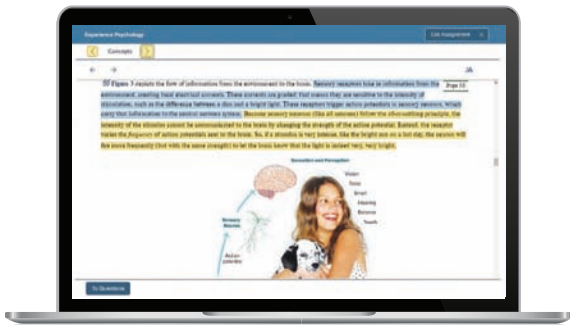 Experience Psychology
Exit Assignment X
Concepts
Page 10
Figure 3 depicts the flow of information from the environment to the brain. Sensory receptors take in information from the
environment, creating local electrical currents. These currents are graded; that means they are sensitive to the intensity of
stimulation, such as the difference between a dim and a bright light. These receptors trigger action potentials in sensory neurons, which
carry that information to the central nervous system. Because sensory neurons (like all neurons) follow the all-or-nothing principle, the
intensity of the stimulus cannot be communicated to the brain by changing the strength of the action potential. Instead, the receptor
varies the frequency of action potentials sent to the brain. So, if a stimulus is very intense, like the bright sun on a hot day, the neuron will
fire more frequently (but with the same strength) to let the brain know that the light is indeed very, very bright.
Sensation and Perception
Vision
Taste
Smell
Hearing
Balance
Touch
Sensory
Neurons
Action
potential
To Questions